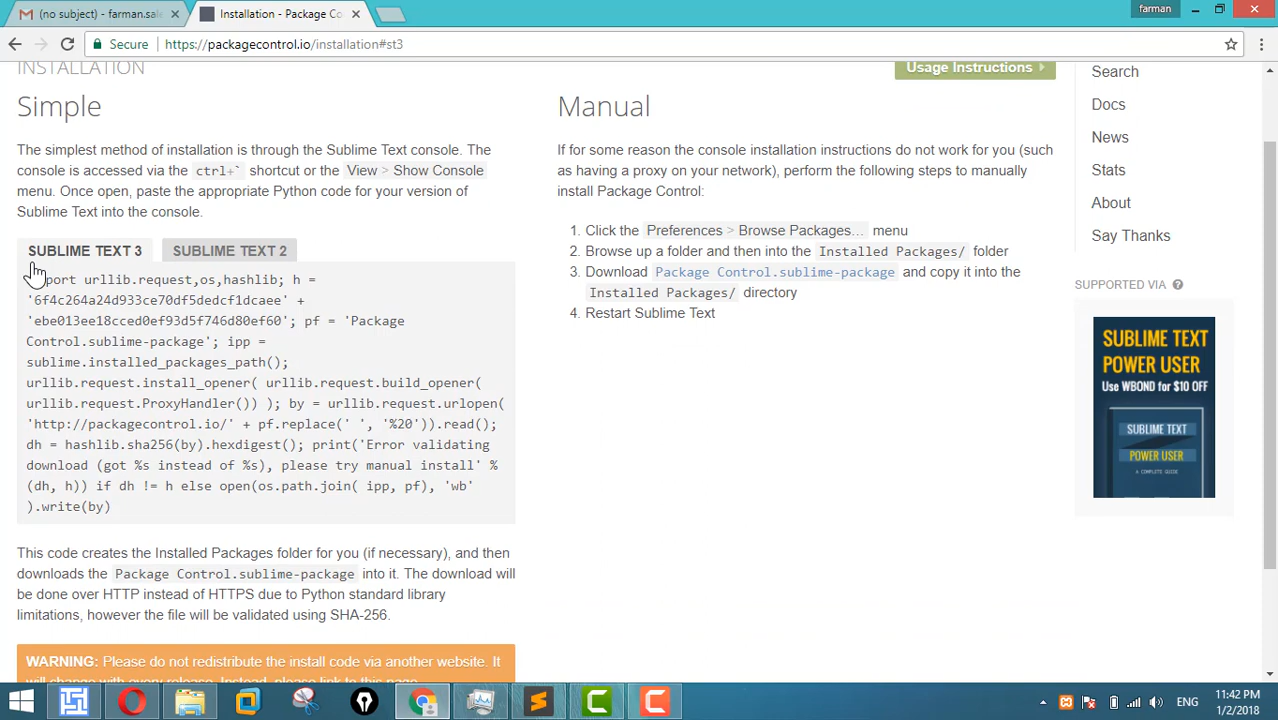 (no subject) - farman.sale
Installation - Package Co
farman
Secure
https://packagecontrol.io/installation#st3
INSTALLATION
Usage Instructions
Simple
The simplest method of installation is through the Sublime Text console. The
console is accessed via the ctrl+` shortcut or the View > Show Console
menu. Once open, paste the appropriate Python code for your version of
Sublime Text into the console.
SUBLIME TEXT 3
SUBLIME TEXT 2
port urllib.request,os,hashlib; h =
'6f4c264a24d933ce70df5dedcf1dcaee' +
'ebe013ee18cced0ef93d5f746d80ef60'; pf = 'Package
Control.sublime-package'; ipp =
sublime.installed_packages_path();
urllib.request.install_opener( urllib.request.build_opener(
urllib.request.ProxyHandler()) ); by = urllib.request.urlopen(
'http://packagecontrol.io/' + pf.replace(' ', '%20')).read();
dh = hashlib.sha256(by).hexdigest(); print('Error validating
download (got %s instead of %s), please try manual install' %
(dh, h)) if dh != h else open(os.path.join( ipp, pf), 'wb'
).write(by)
This code creates the Installed Packages folder for you (if necessary), and then
downloads the Package Control.sublime-package into it. The download will
be done over HTTP instead of HTTPS due to Python standard library
limitations, however the file will be validated using SHA-256.
WARNING: Please do not redistribute the install code via another website. It
will change with every release. Instead, please link to this page.
Manual
If for some reason the console installation instructions do not work for you (such
as having a proxy on your network), perform the following steps to manually
install Package Control:
1. Click the Preferences > Browse Packages… menu
2. Browse up a folder and then into the Installed Packages/ folder
3. Download Package Control.sublime-package and copy it into the
Installed Packages/ directory
4. Restart Sublime Text
Search
Docs
News
Stats
About
Say Thanks
SUPPORTED VIA ?
SUBLIME TEXT
POWER USER
Use WBOND for $10 OFF
SUBLIME TEXT
POWER USER
A COMPLETE GUIDE
ENG
11:42 PM
1/2/2018